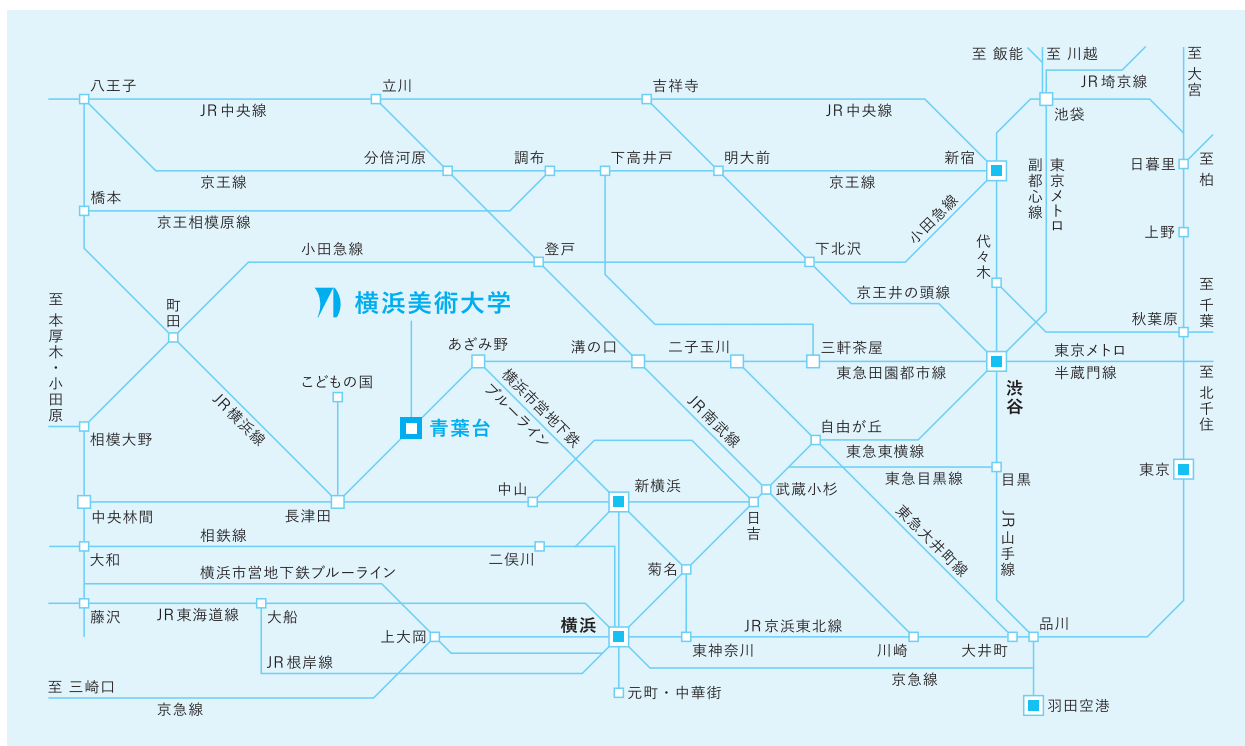 至 飯能
至 川越
至 大宮
JR埼京線
八王子
立川
吉祥寺
JR中央線
JR中央線
池袋
分倍河原
調布
下高井戸
明大前
新宿
日暮里
至 柏
京王線
京王線
副都心線
東京メトロ
橋本
京王相模原線
小田急線
上野
小田急線
登戸
下北沢
代々木
至 本厚木・小田原
町田
横浜美術大学
京王井の頭線
至 千葉
秋葉原
あざみ野
溝の口
二子玉川
三軒茶屋
東京メトロ
半蔵門線
東急田園都市線
こどもの国
横浜市営地下鉄
ブルーライン
渋谷
至 北千住
JR横浜線
青葉台
JR南武線
相模大野
自由が丘
東急東横線
東急目黒線
目黒
東京
中山
新横浜
武蔵小杉
中央林間
長津田
日吉
東急大井町線
JR山手線
相鉄線
大和
二俣川
横浜市営地下鉄ブルーライン
菊名
藤沢
JR東海道線
大船
横浜
上大岡
JR京浜東北線
品川
東神奈川
川崎
大井町
JR根岸線
京急線
至 三崎口
元町・中華街
京急線
羽田空港